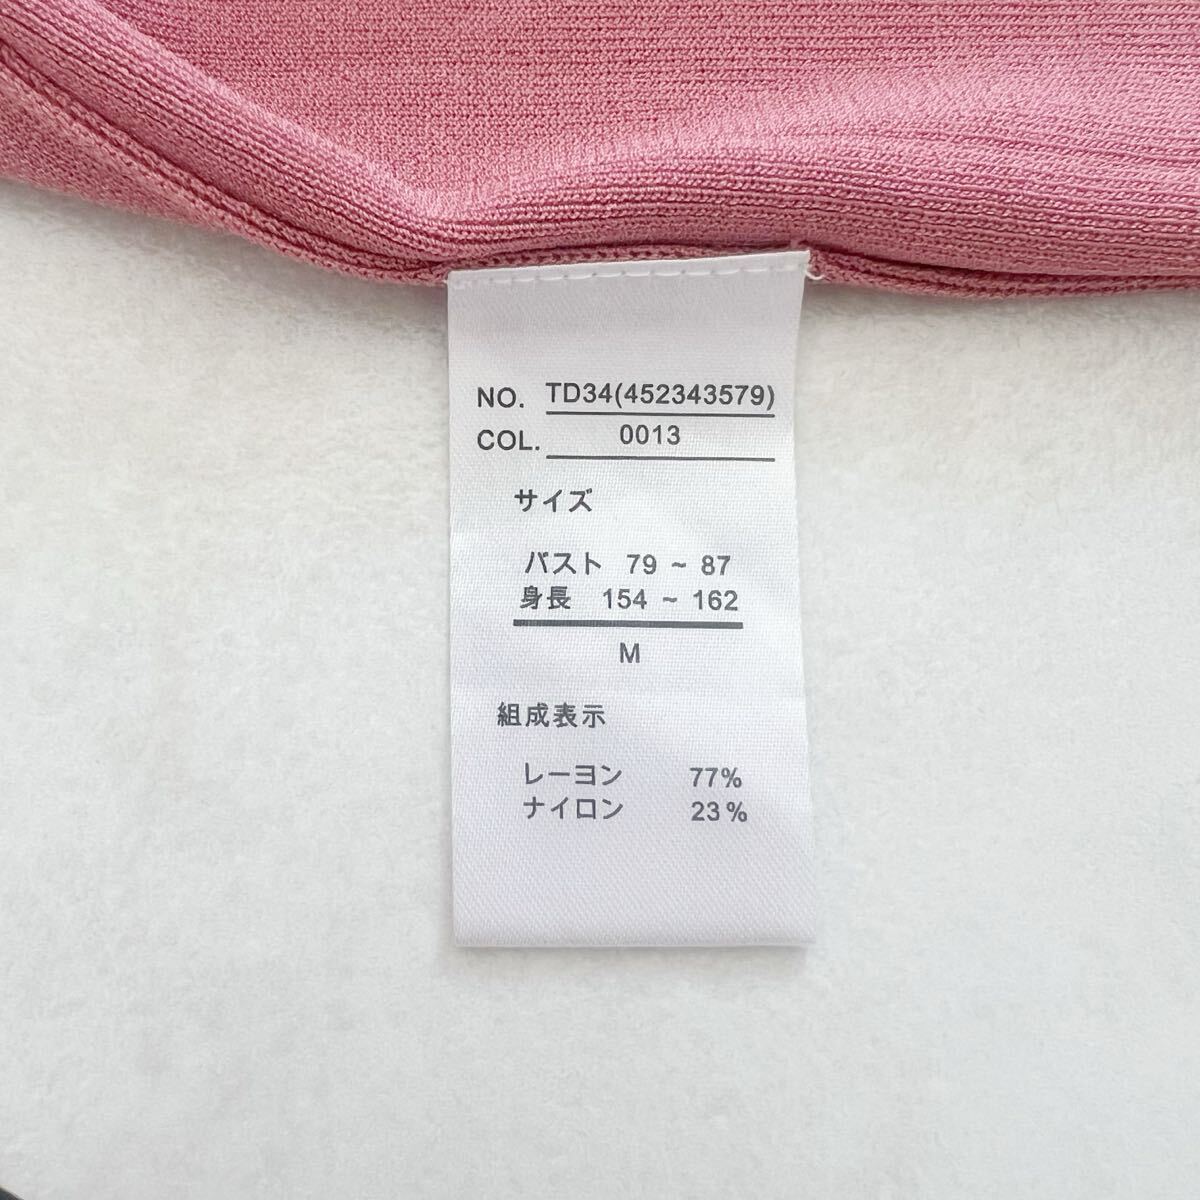 NO. TD34(452343579)
COL. 0013
サイズ
バスト 79 ~ 87
身長 154 ~ 162
M
組成表示
レーヨン 77%
ナイロン 23%